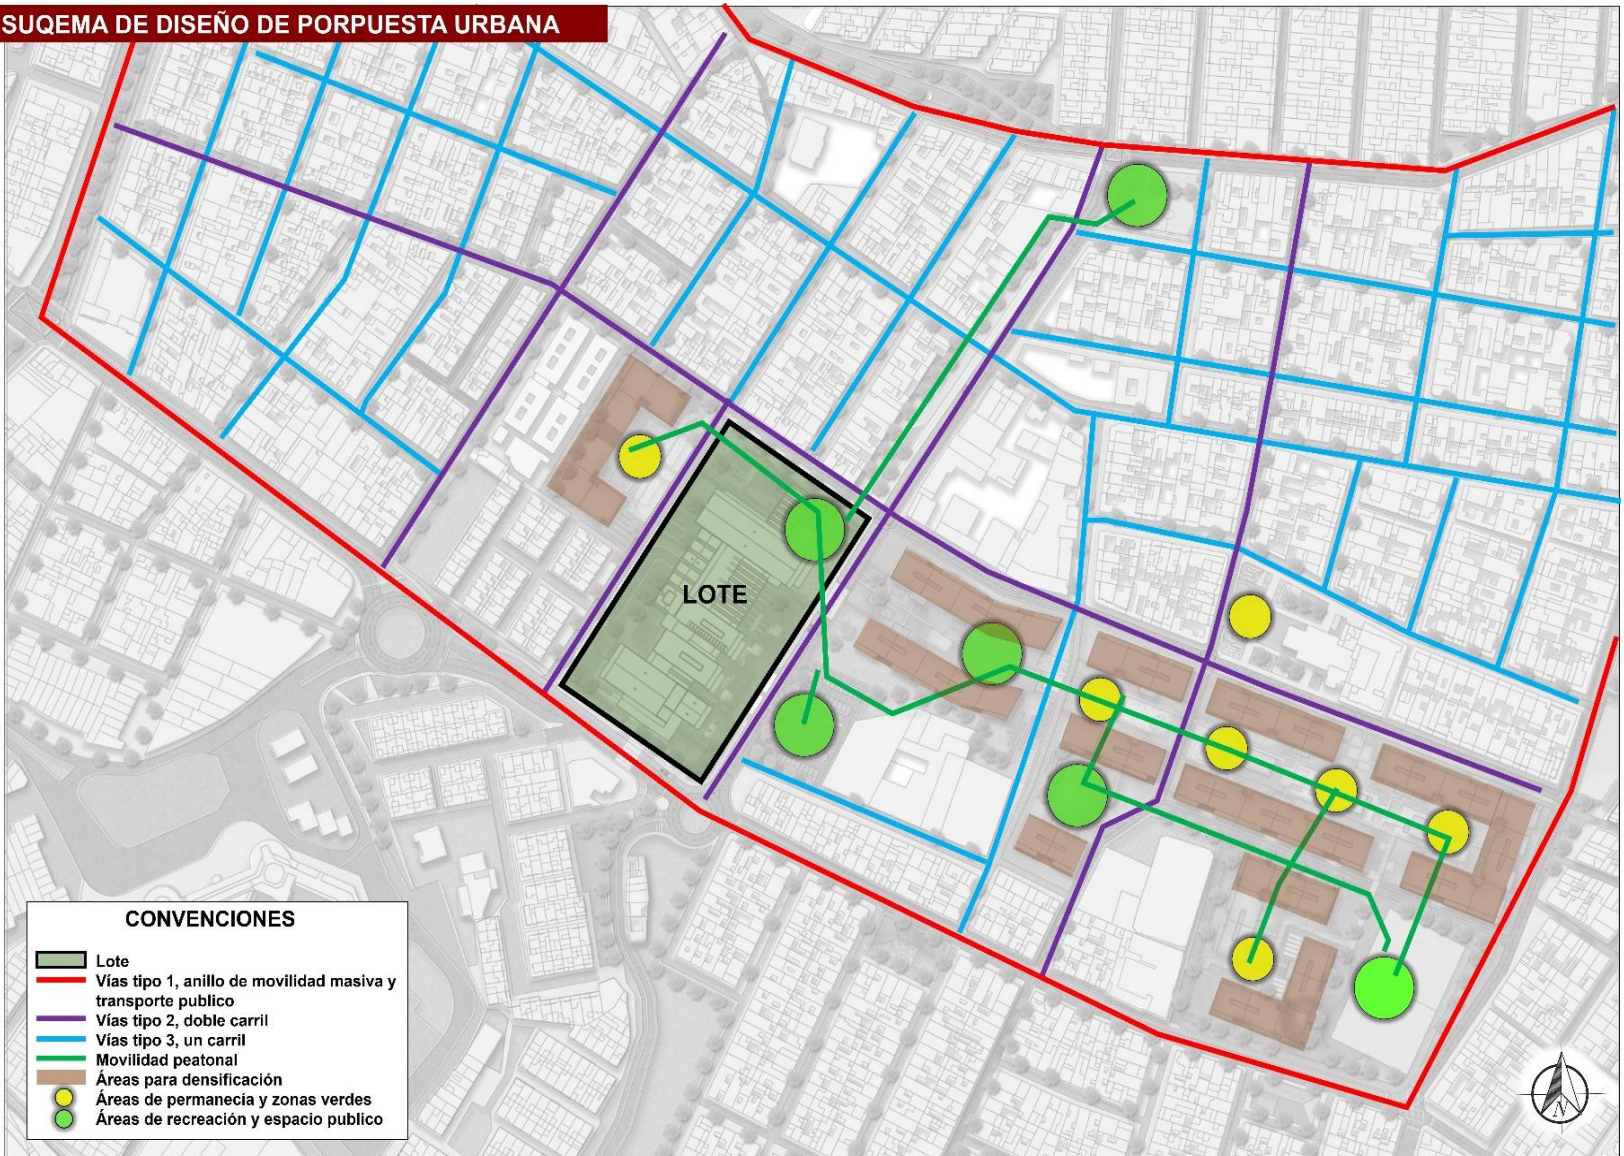 SUQEMA DE DISEÑO DE PORPUESTA URBANA
LOTE
CONVENCIONES
Lote
Vías tipo 1, anillo de movilidad masiva y
transporte publico
Vías tipo 2, doble carril
Vías tipo 3, un carril
Movilidad peatonal
Áreas para densificación
Áreas de permanecía y zonas verdes
Áreas de recreación y espacio publico
N